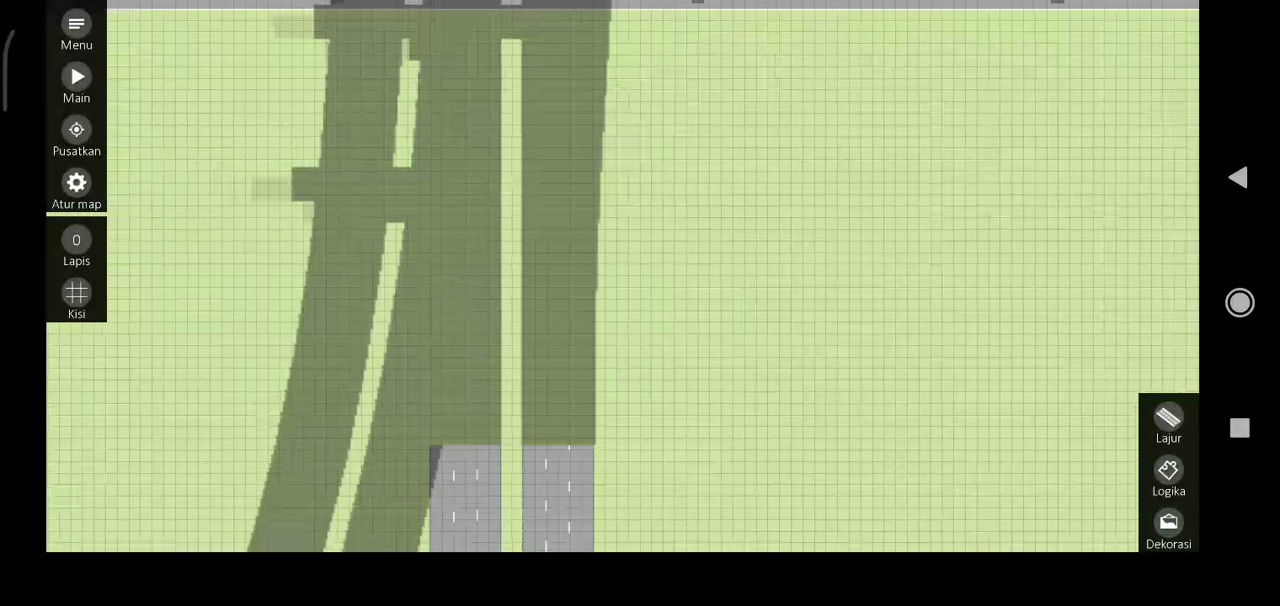 Menu
Main
Pusatkan
Atur map
0
Lapis
Kisi
Lajur
Logika
Dekorasi